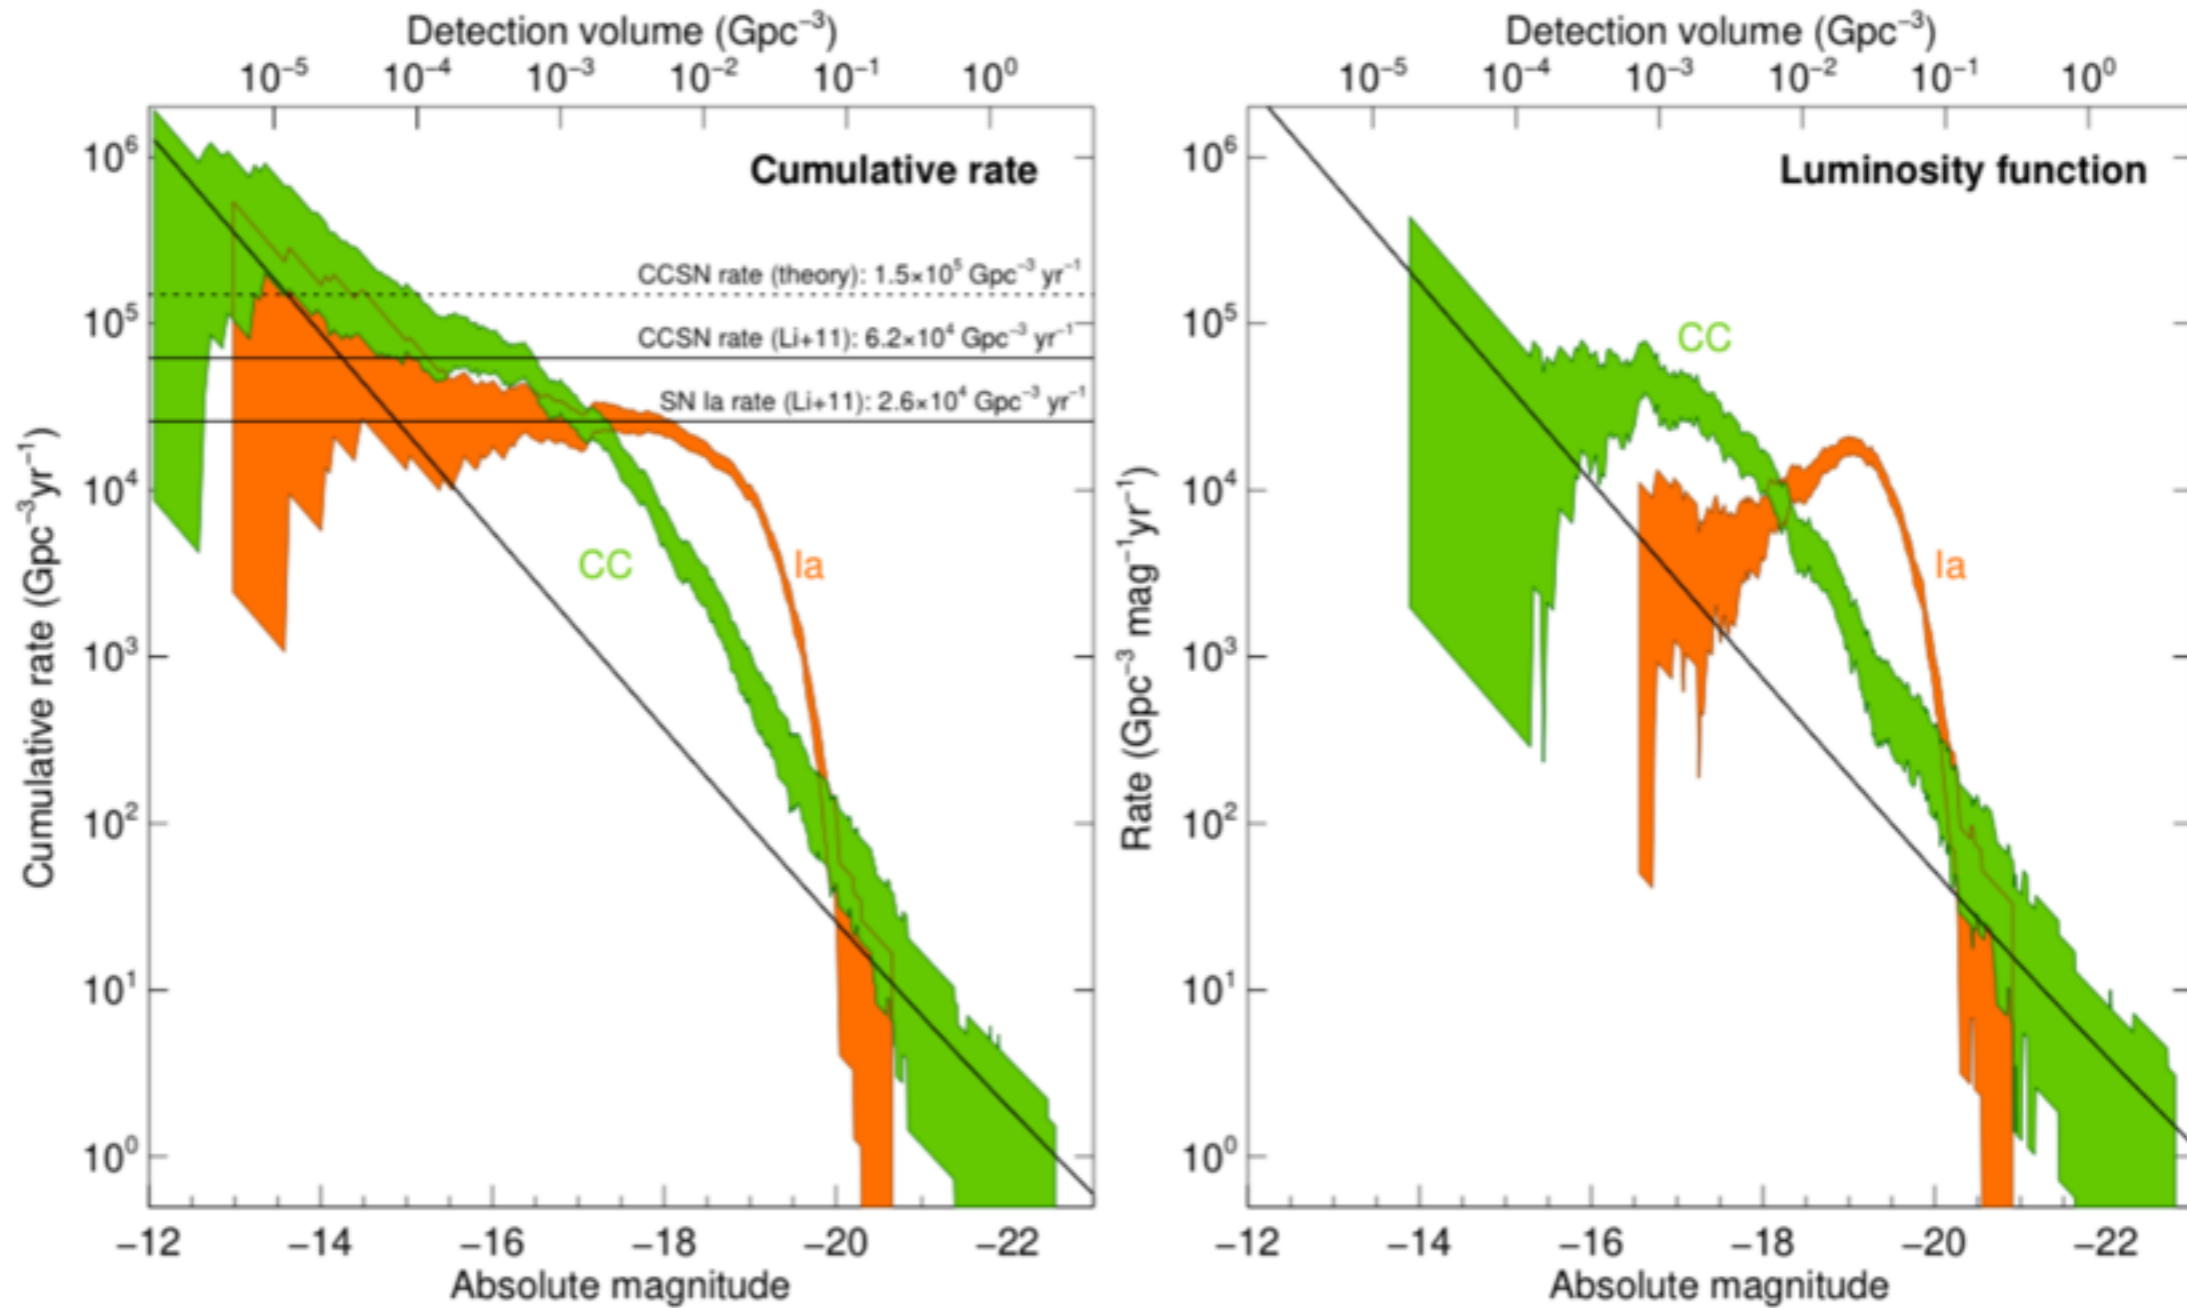 Detection volume (Gpc⁻³)
10⁻⁵ 10⁻⁴ 10⁻³ 10⁻² 10⁻¹ 10⁰
Cumulative rate
CCSN rate (theory): 1.5×10⁵ Gpc⁻³ yr⁻¹
CCSN rate (Li+11): 6.2×10⁴ Gpc⁻³ yr⁻¹
SN Ia rate (Li+11): 2.6×10⁴ Gpc⁻³ yr⁻¹
CC
Ia
10⁶
10⁵
10⁴
10³
10²
10¹
10⁰
Cumulative rate (Gpc⁻³yr⁻¹)
−12 −14 −16 −18 −20 −22
Absolute magnitude
Detection volume (Gpc⁻³)
10⁻⁵ 10⁻⁴ 10⁻³ 10⁻² 10⁻¹ 10⁰
Luminosity function
CC
Ia
10⁶
10⁵
10⁴
10³
10²
10¹
10⁰
Rate (Gpc⁻³ mag⁻¹yr⁻¹)
−12 −14 −16 −18 −20 −22
Absolute magnitude